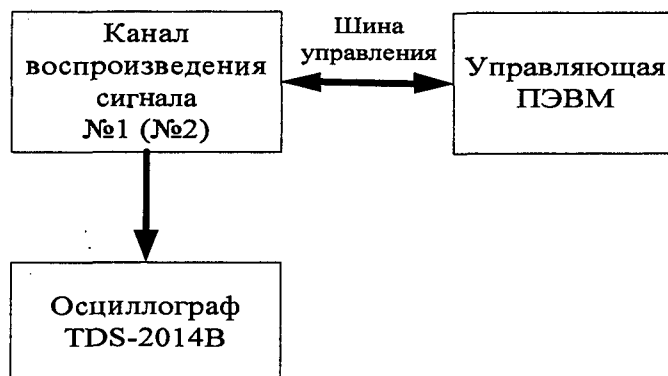 Канал
воспроизведения
сигнала
№1 (№2)
Шина
управления
Управляющая
ПЭВМ
Осциллограф
TDS-2014B